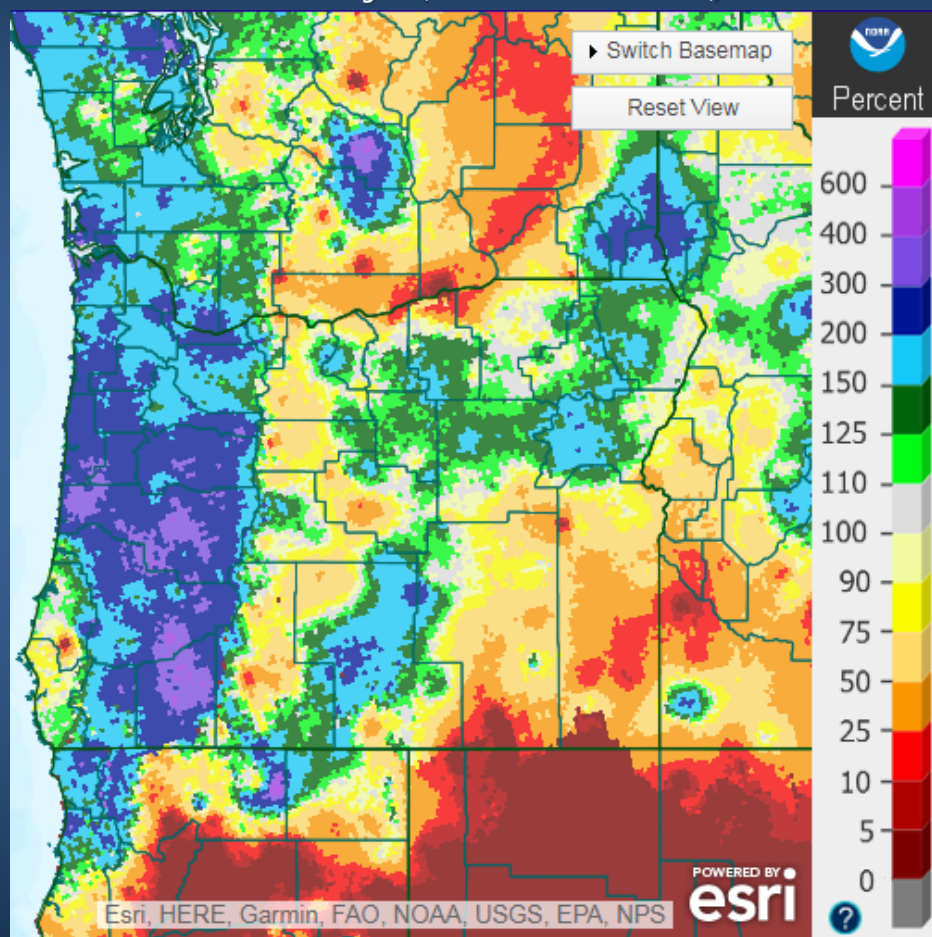 Switch Basemap
Reset View
NOAA
Percent
600
400
300
200
150
125
110
100
90
75
50
25
10
5
0
POWERED BY
esri
Esri, HERE, Garmin, FAO, NOAA, USGS, EPA, NPS
?